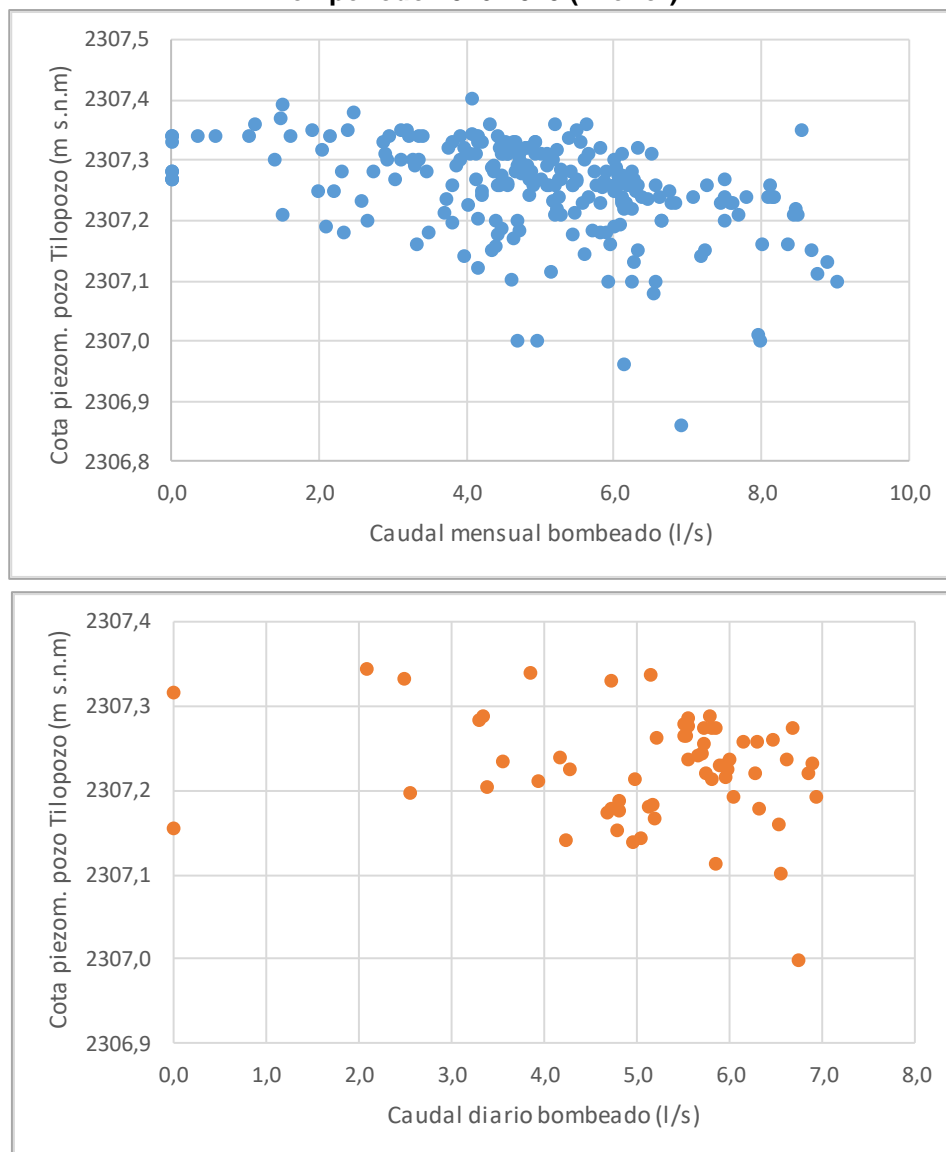 2307,5
2307,4
2307,3
2307,2
2307,1
2307,0
2306,9
2306,8
Cota piezom. pozo Tilopozo (m s.n.m)
0,0 2,0 4,0 6,0 8,0 10,0
Caudal mensual bombeado (l/s)
2307,4
2307,3
2307,2
2307,1
2307,0
2306,9
Cota piezom. pozo Tilopozo (m s.n.m)
0,0 1,0 2,0 3,0 4,0 5,0 6,0 7,0 8,0
Caudal diario bombeado (l/s)